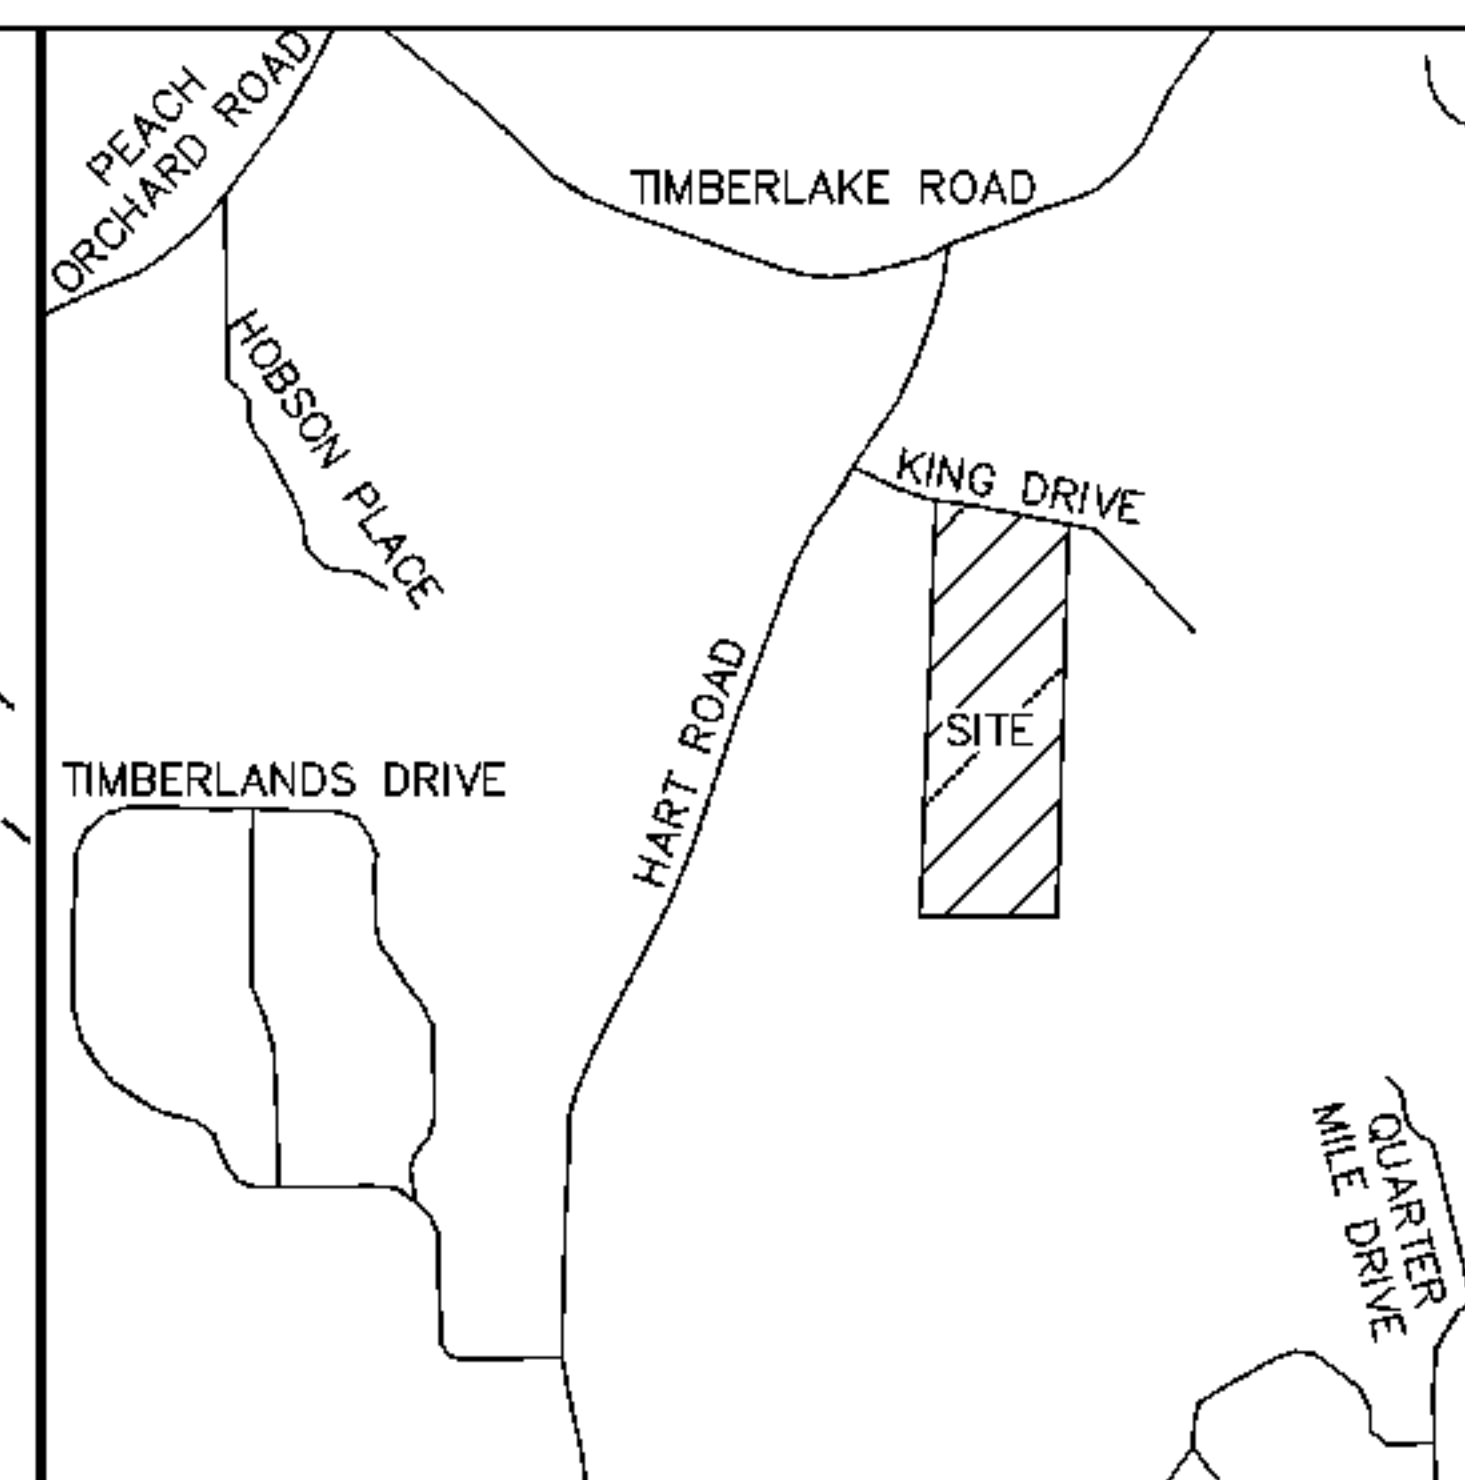 PEACH
ORCHARD ROAD
TIMBERLAKE ROAD
HOBSON PLACE
KING DRIVE
HART ROAD
SITE
TIMBERLANDS DRIVE
QUARTER
MILE DRIVE